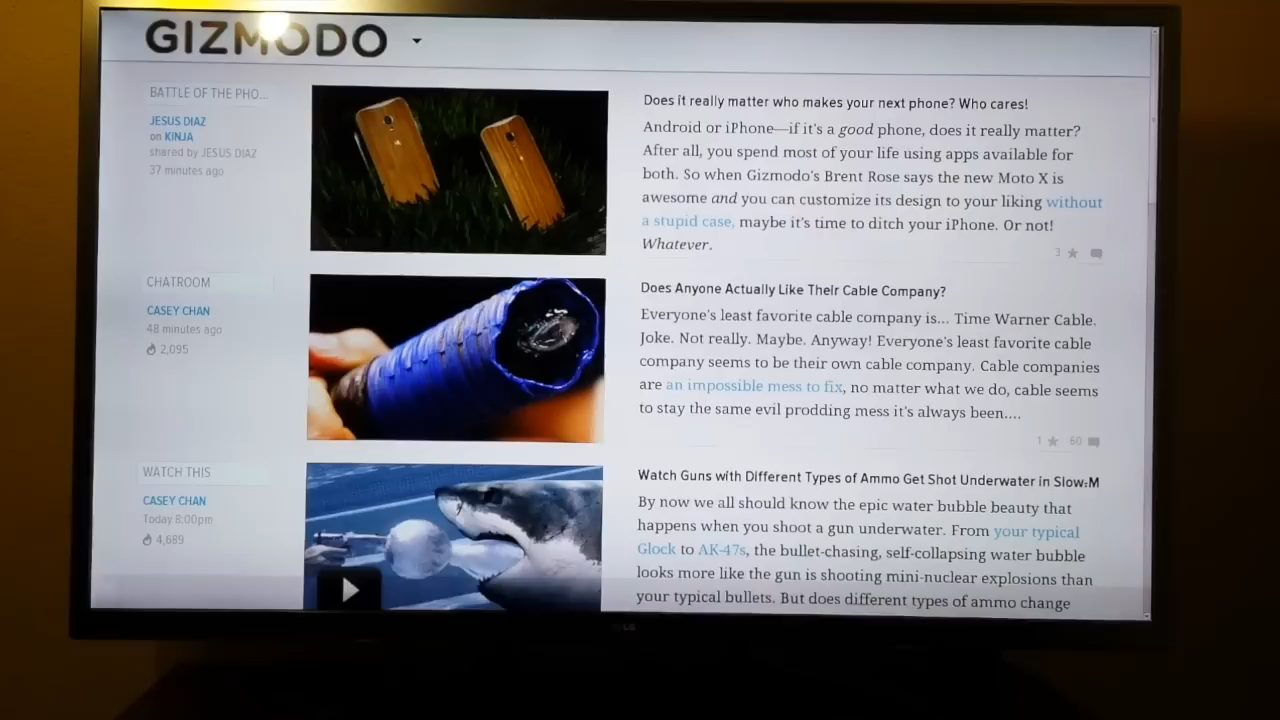 GIZMODO
BATTLE OF THE PHO...
JESUS DIAZ
on KINJA
shared by JESUS DIAZ
37 minutes ago
Does it really matter who makes your next phone? Who cares!
Android or iPhone—if it's a good phone, does it really matter?
After all, you spend most of your life using apps available for
both. So when Gizmodo's Brent Rose says the new Moto X is
awesome and you can customize its design to your liking without
a stupid case, maybe it's time to ditch your iPhone. Or not!
Whatever.
3
CHATROOM
CASEY CHAN
48 minutes ago
2,095
Does Anyone Actually Like Their Cable Company?
Everyone's least favorite cable company is... Time Warner Cable.
Joke. Not really. Maybe. Anyway! Everyone's least favorite cable
company seems to be their own cable company. Cable companies
are an impossible mess to fix, no matter what we do, cable seems
to stay the same evil prodding mess it's always been....
1 60
WATCH THIS
CASEY CHAN
Today 8:00pm
4,689
Watch Guns with Different Types of Ammo Get Shot Underwater in Slow-M
By now we all should know the epic water bubble beauty that
happens when you shoot a gun underwater. From your typical
Glock to AK-47s, the bullet-chasing, self-collapsing water bubble
looks more like the gun is shooting mini-nuclear explosions than
your typical bullets. But does different types of ammo change
LG